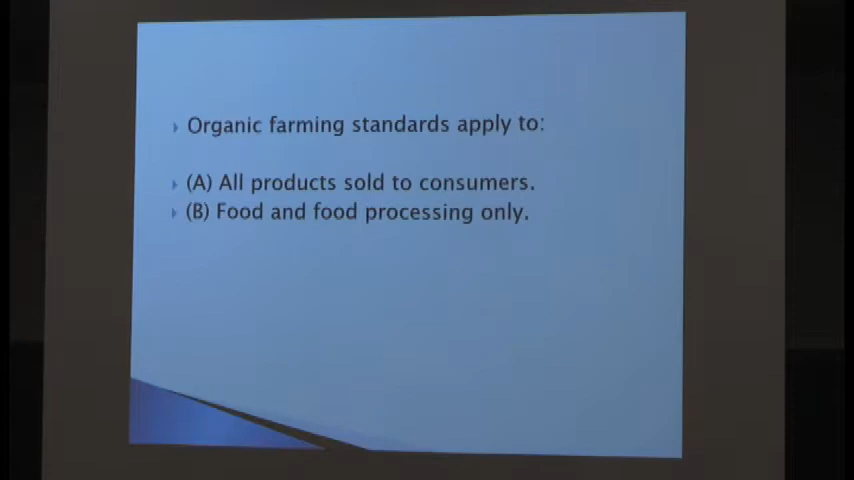 Organic farming standards apply to:
(A) All products sold to consumers.
(B) Food and food processing only.